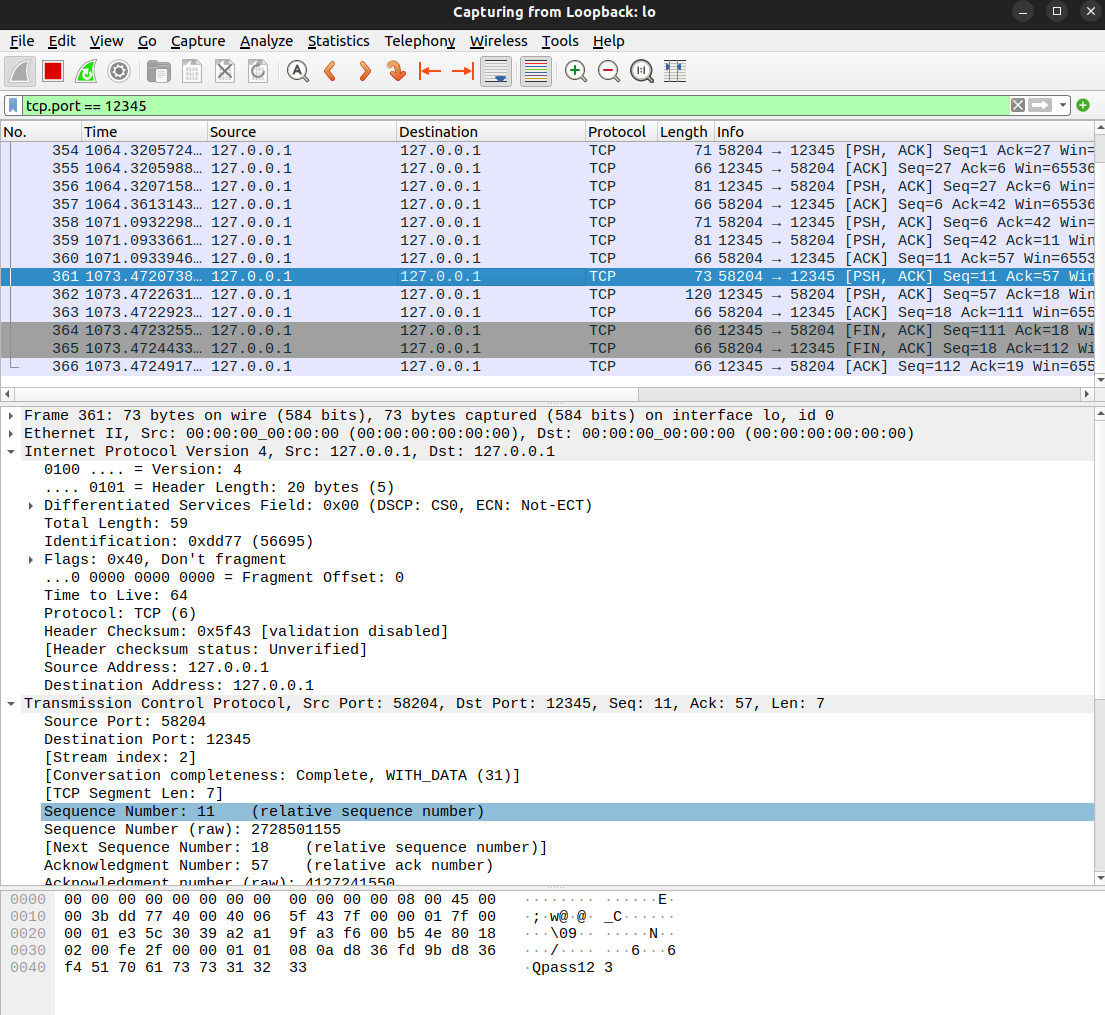 Capturing from Loopback: lo
File Edit View Go Capture Analyze Statistics Telephony Wireless Tools Help
tcp.port == 12345
No. Time Source Destination Protocol Length Info
354 1064.3205724… 127.0.0.1 127.0.0.1 TCP 71 58204 → 12345 [PSH, ACK] Seq=1 Ack=27 Win=
355 1064.3205988… 127.0.0.1 127.0.0.1 TCP 66 12345 → 58204 [ACK] Seq=27 Ack=6 Win=65536
356 1064.3207158… 127.0.0.1 127.0.0.1 TCP 81 12345 → 58204 [PSH, ACK] Seq=27 Ack=6 Win=
357 1064.3613143… 127.0.0.1 127.0.0.1 TCP 66 58204 → 12345 [ACK] Seq=6 Ack=42 Win=65536
358 1071.0932298… 127.0.0.1 127.0.0.1 TCP 71 58204 → 12345 [PSH, ACK] Seq=6 Ack=42 Win=
359 1071.0933661… 127.0.0.1 127.0.0.1 TCP 81 12345 → 58204 [PSH, ACK] Seq=42 Ack=11 Win
360 1071.0933946… 127.0.0.1 127.0.0.1 TCP 66 58204 → 12345 [ACK] Seq=11 Ack=57 Win=6553
361 1073.4720738… 127.0.0.1 127.0.0.1 TCP 73 58204 → 12345 [PSH, ACK] Seq=11 Ack=57 Win
362 1073.4722631… 127.0.0.1 127.0.0.1 TCP 120 12345 → 58204 [PSH, ACK] Seq=57 Ack=18 Win
363 1073.4722923… 127.0.0.1 127.0.0.1 TCP 66 58204 → 12345 [ACK] Seq=18 Ack=111 Win=655
364 1073.4723255… 127.0.0.1 127.0.0.1 TCP 66 12345 → 58204 [FIN, ACK] Seq=111 Ack=18 Wi
365 1073.4724433… 127.0.0.1 127.0.0.1 TCP 66 58204 → 12345 [FIN, ACK] Seq=18 Ack=112 Wi
366 1073.4724917… 127.0.0.1 127.0.0.1 TCP 66 12345 → 58204 [ACK] Seq=112 Ack=19 Win=655
Frame 361: 73 bytes on wire (584 bits), 73 bytes captured (584 bits) on interface lo, id 0
Ethernet II, Src: 00:00:00_00:00:00 (00:00:00:00:00:00), Dst: 00:00:00_00:00:00 (00:00:00:00:00:00)
Internet Protocol Version 4, Src: 127.0.0.1, Dst: 127.0.0.1
0100 .... = Version: 4
.... 0101 = Header Length: 20 bytes (5)
Differentiated Services Field: 0x00 (DSCP: CS0, ECN: Not-ECT)
Total Length: 59
Identification: 0xdd77 (56695)
Flags: 0x40, Don't fragment
...0 0000 0000 0000 = Fragment Offset: 0
Time to Live: 64
Protocol: TCP (6)
Header Checksum: 0x5f43 [validation disabled]
[Header checksum status: Unverified]
Source Address: 127.0.0.1
Destination Address: 127.0.0.1
Transmission Control Protocol, Src Port: 58204, Dst Port: 12345, Seq: 11, Ack: 57, Len: 7
Source Port: 58204
Destination Port: 12345
[Stream index: 2]
[Conversation completeness: Complete, WITH_DATA (31)]
[TCP Segment Len: 7]
Sequence Number: 11 (relative sequence number)
Sequence Number (raw): 2728501155
[Next Sequence Number: 18 (relative sequence number)]
Acknowledgment Number: 57 (relative ack number)
Acknowledgment number (raw): 4127241550
0000 00 00 00 00 00 00 00 00 00 00 00 00 08 00 45 00 ········ ······E·
0010 00 3b dd 77 40 00 40 06 5f 43 7f 00 00 01 7f 00 ·;·w@·@· _C······
0020 00 01 e3 5c 30 39 a2 a1 9f a3 f6 00 b5 4e 80 18 ···\09·· ·····N··
0030 02 00 fe 2f 00 00 01 01 08 0a d8 36 fd 9b d8 36 ···/···· ···6···6
0040 f4 51 70 61 73 73 31 32 33 ·Qpass12 3